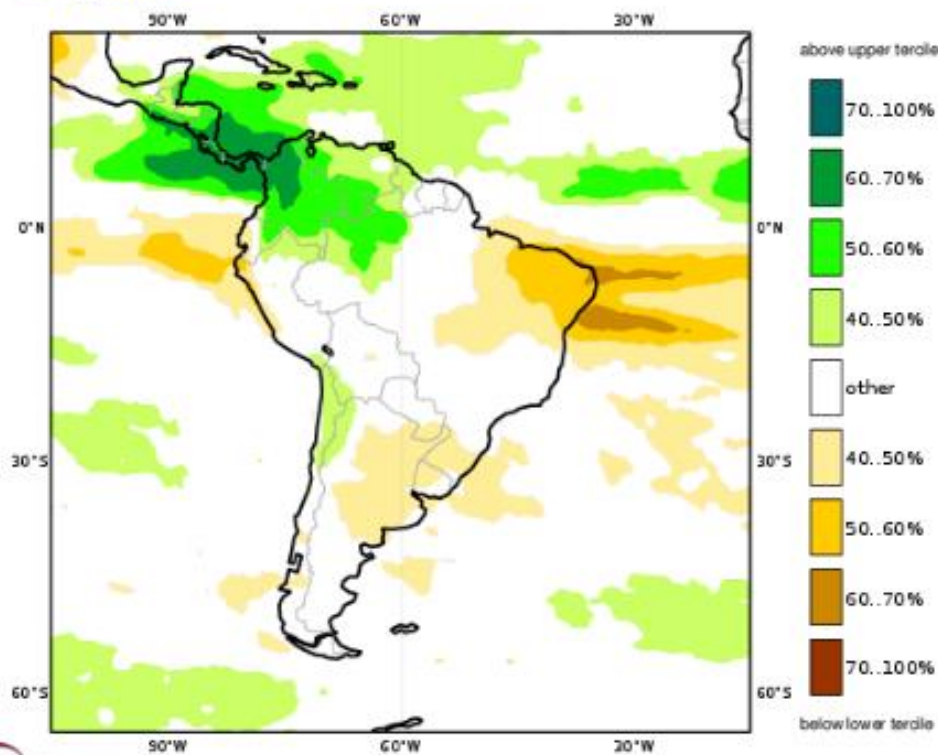 90°W 60°W 30°W
above upper tercile
70..100%
60..70%
50..60%
0°N 0°N
40..50%
other
40..50%
30°S 30°S
50..60%
60..70%
70..100%
60°S 60°S
below lower tercile
90°W 60°W 30°W